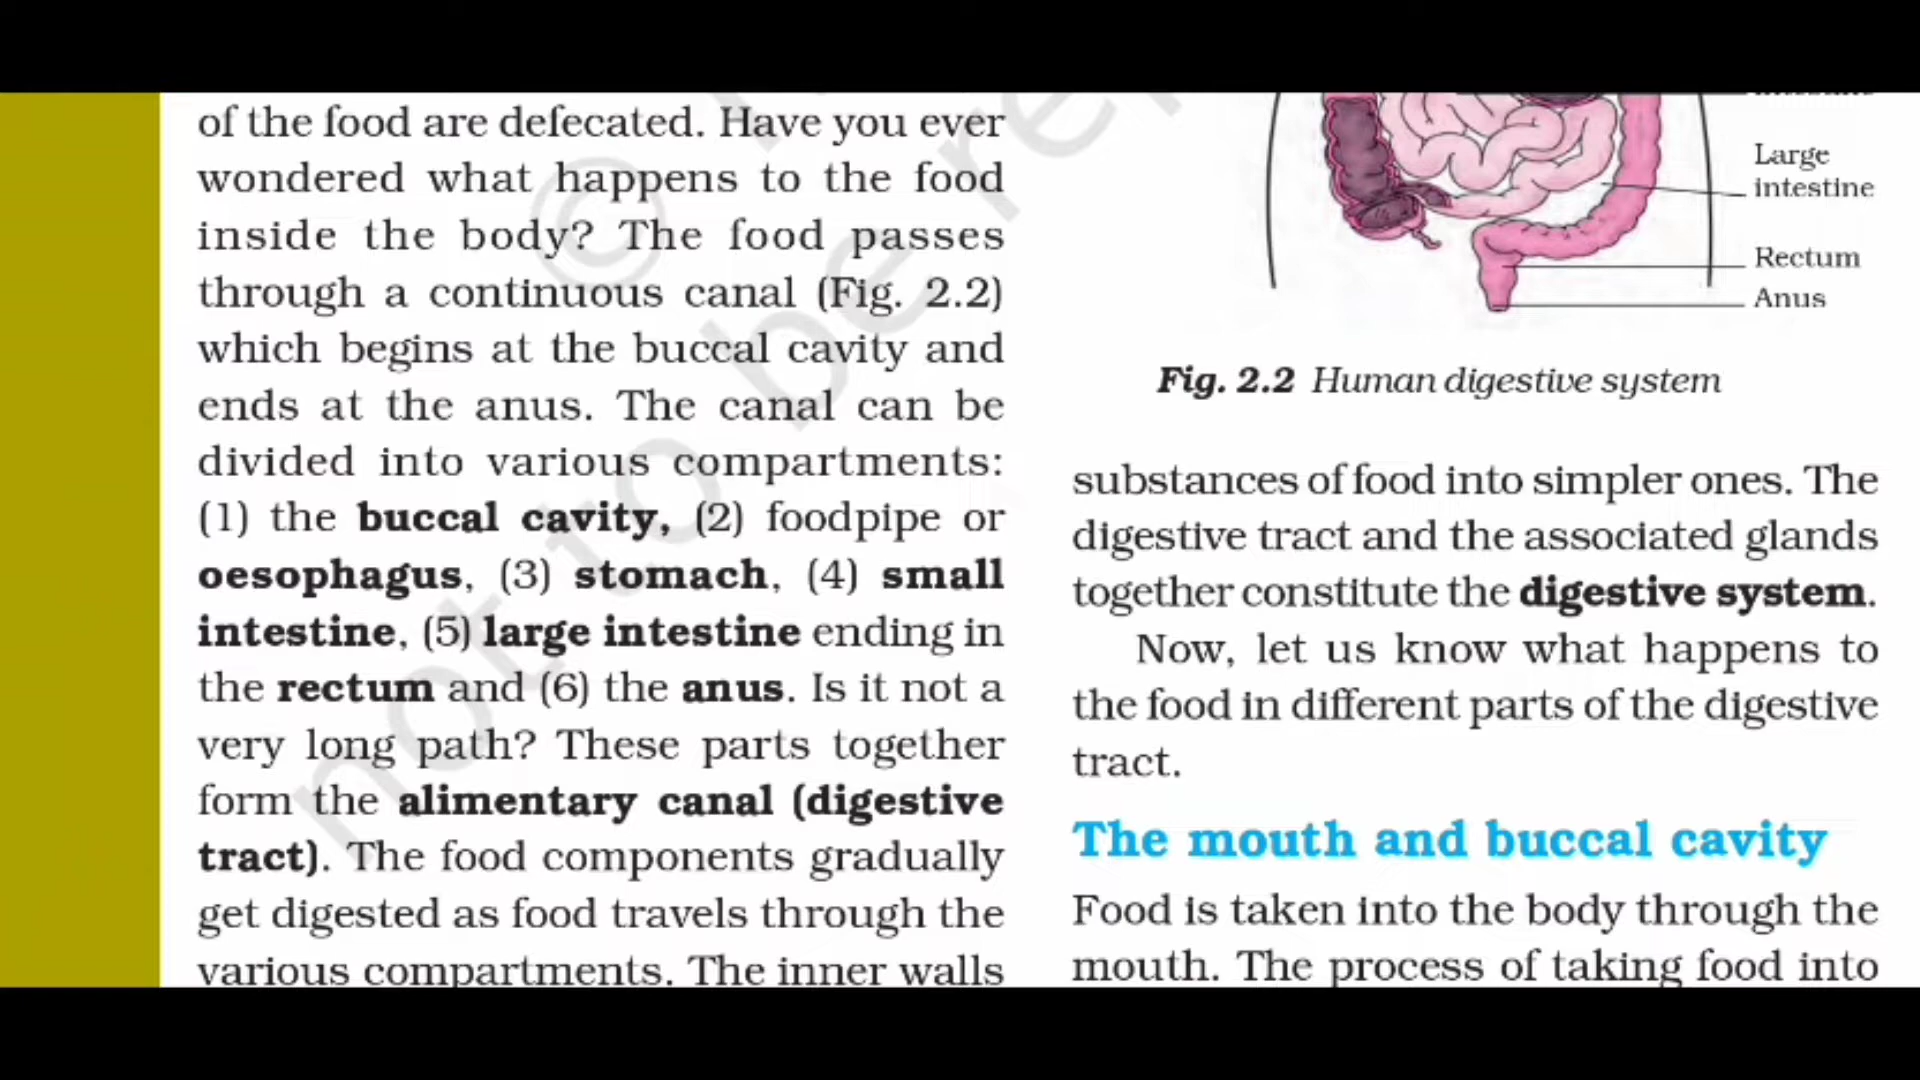 of the food are defecated. Have you ever
wondered what happens to the food
inside the body? The food passes
through a continuous canal (Fig. 2.2)
which begins at the buccal cavity and
ends at the anus. The canal can be
divided into various compartments:
(1) the buccal cavity, (2) foodpipe or
oesophagus, (3) stomach, (4) small
intestine, (5) large intestine ending in
the rectum and (6) the anus. Is it not a
very long path? These parts together
form the alimentary canal (digestive
tract). The food components gradually
get digested as food travels through the
various compartments. The inner walls
Large
intestine
Rectum
Anus
Fig. 2.2 Human digestive system
substances of food into simpler ones. The
digestive tract and the associated glands
together constitute the digestive system.
Now, let us know what happens to
the food in different parts of the digestive
tract.
The mouth and buccal cavity
Food is taken into the body through the
mouth. The process of taking food into
not to be